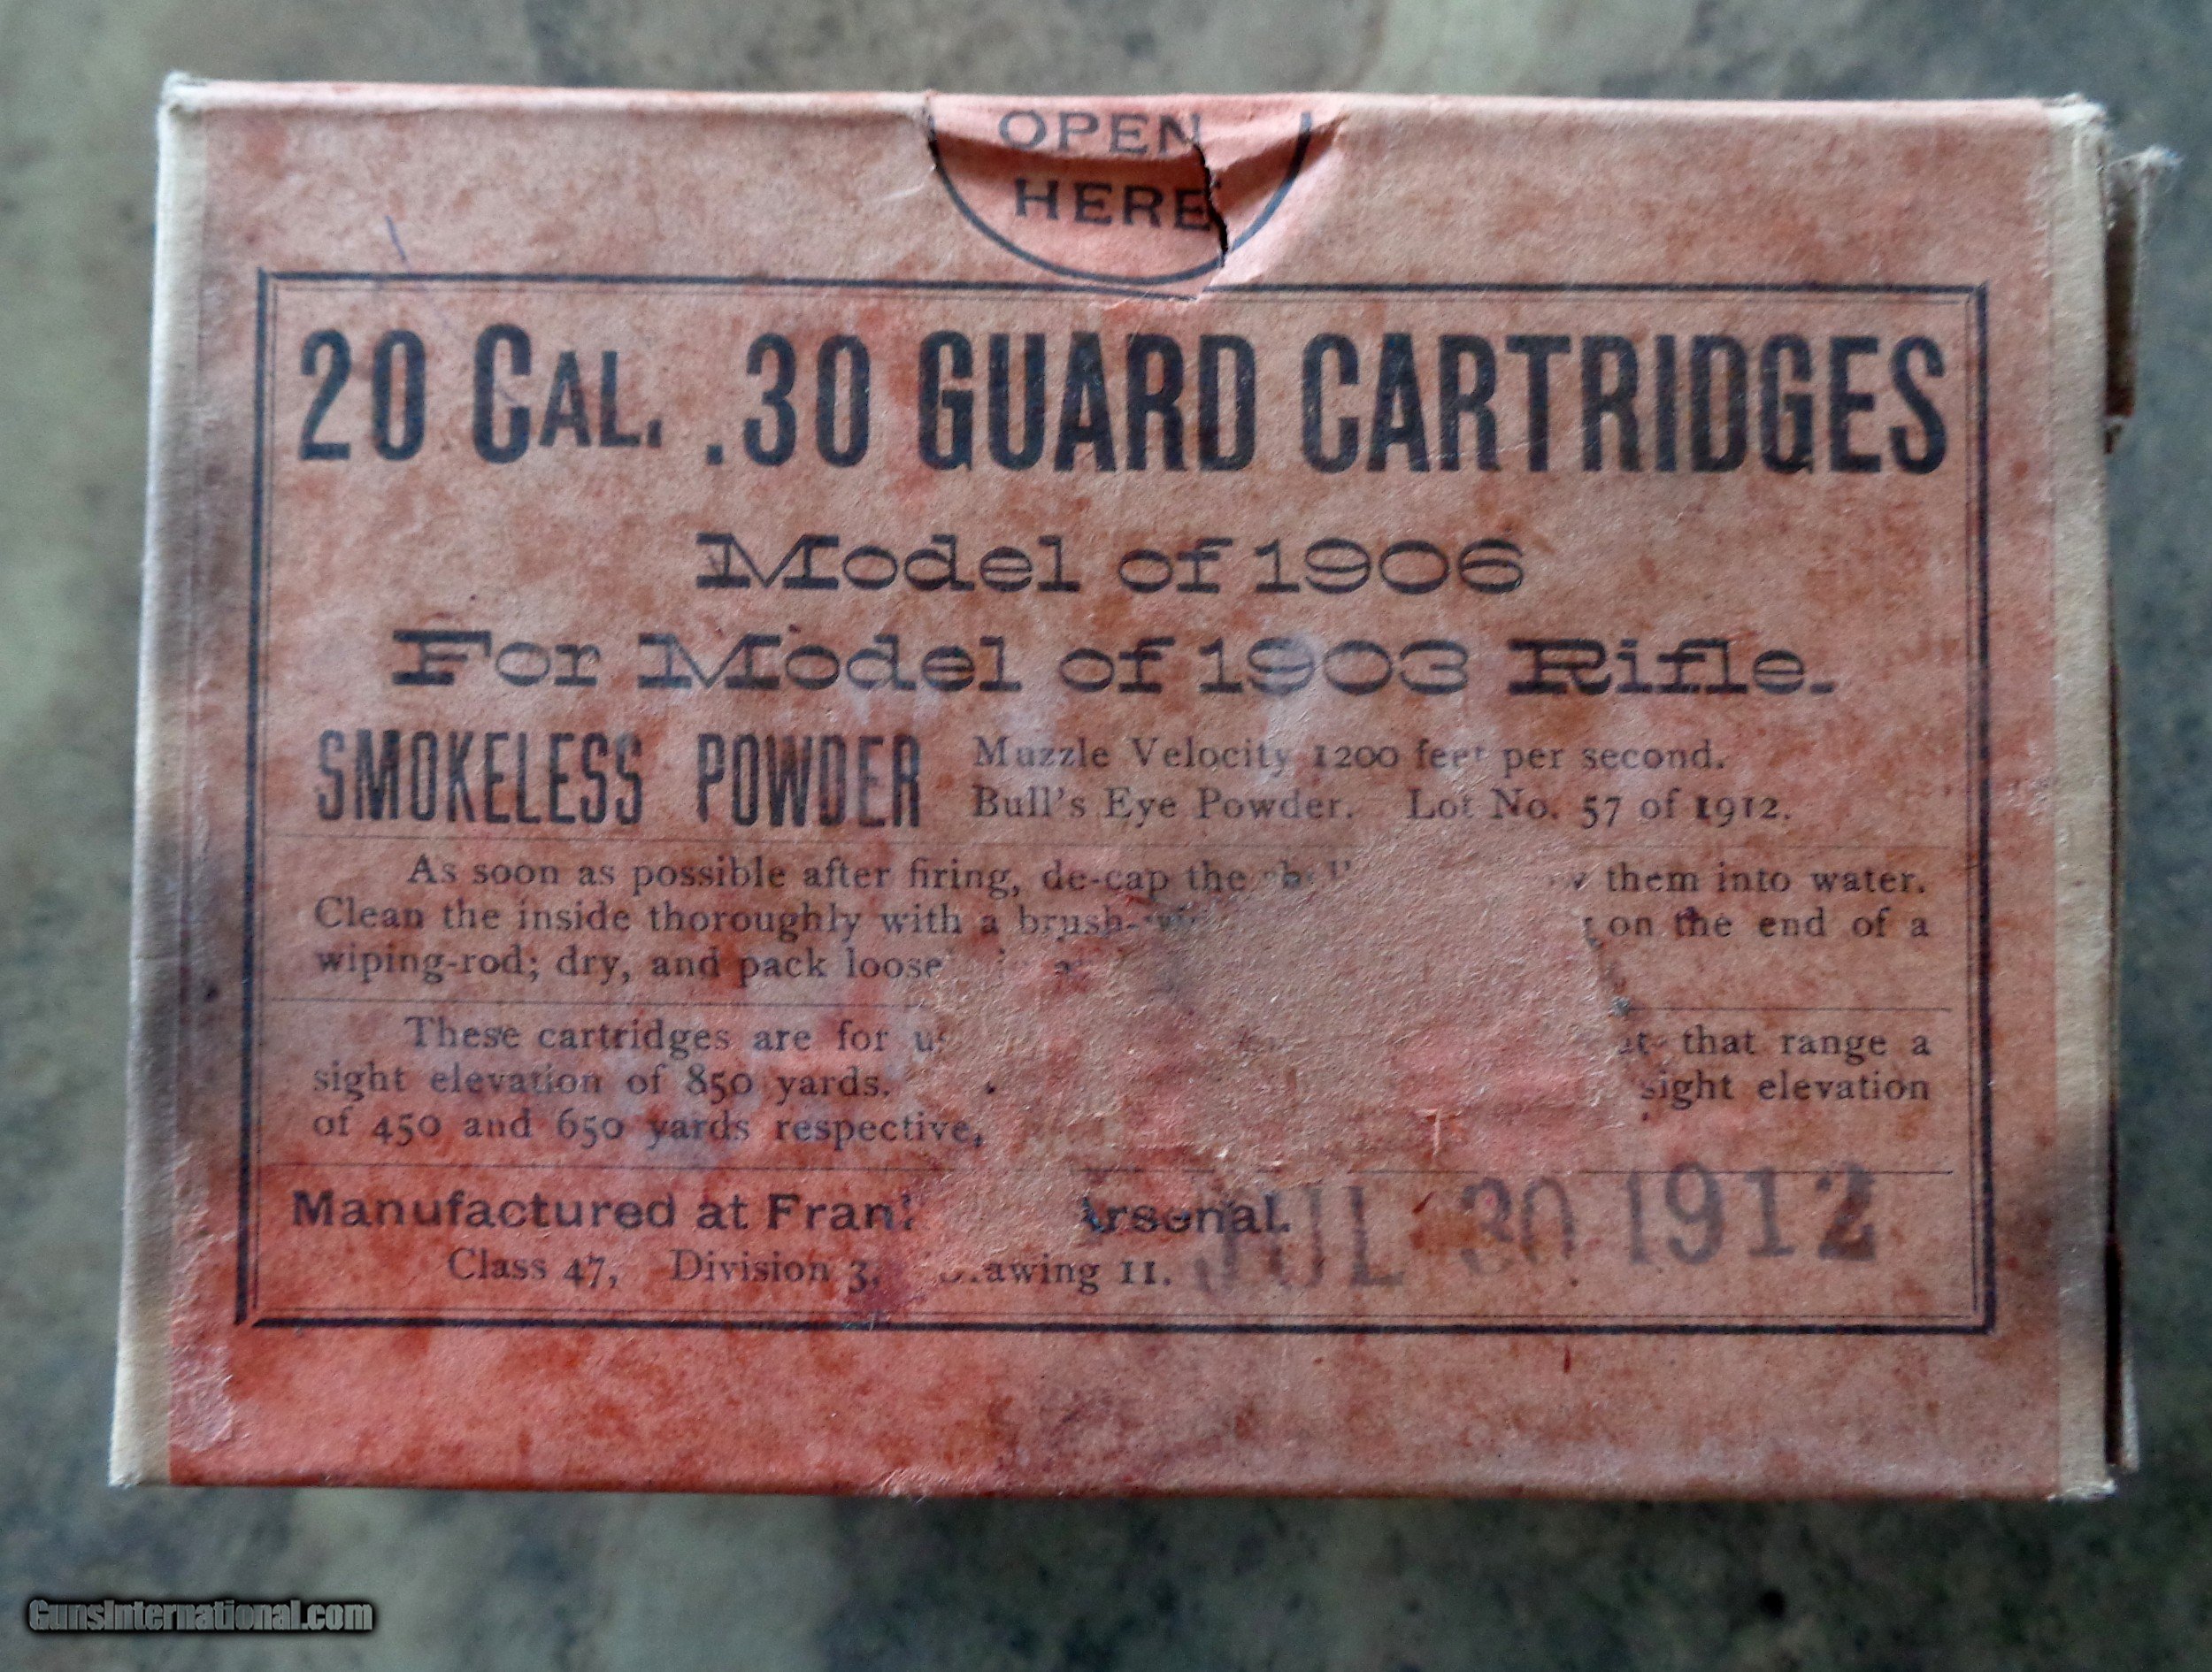 OPEN
HERE
20 CAL. .30 GUARD CARTRIDGES
Model of 1906
For Model of 1903 Rifle.
SMOKELESS POWDER
Muzzle Velocity 1200 feet per second.
Bull's Eye Powder. Lot No. 57 of 1912.
As soon as possible after firing, de-cap the them into water.
Clean the inside thoroughly with a on the end of a
wiping-rod; dry, and pack
These cartridges are for that range a
sight elevation of 850 yards. sight elevation
of 450 and 650 yards
Manufactured at Arsenal.
Class 47, Division 3, 11.
JUL 30 1912
GunsInternational.com